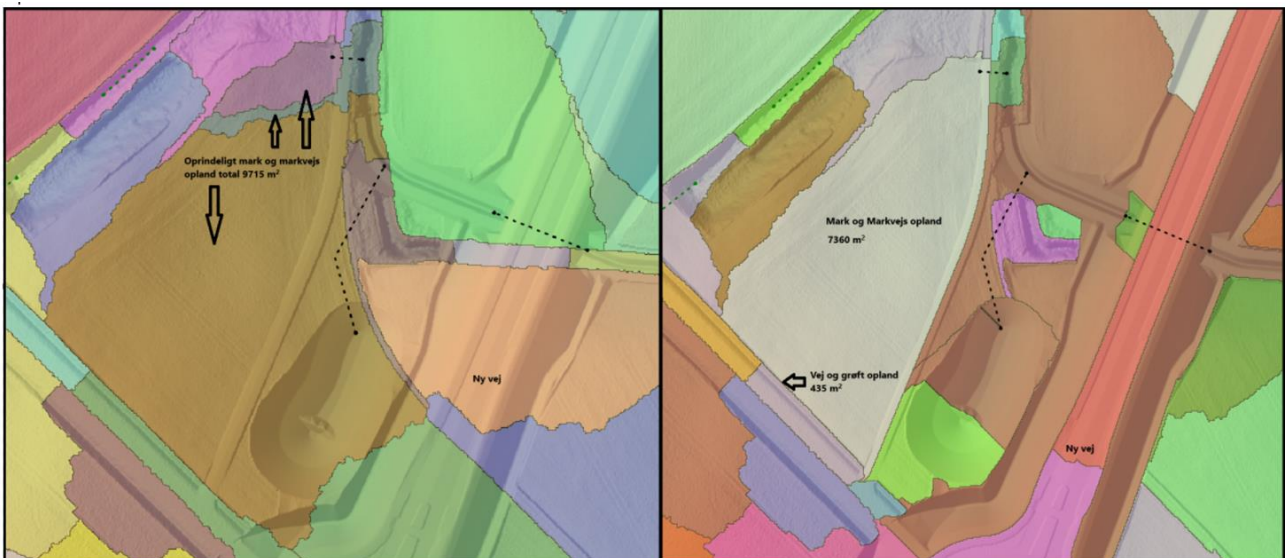 Oprindeligt mark og markvejs
opland total 9715 m²
Ny vej
Mark og Markvejs opland
7360 m²
Vej og grøft opland
435 m²
Ny vej